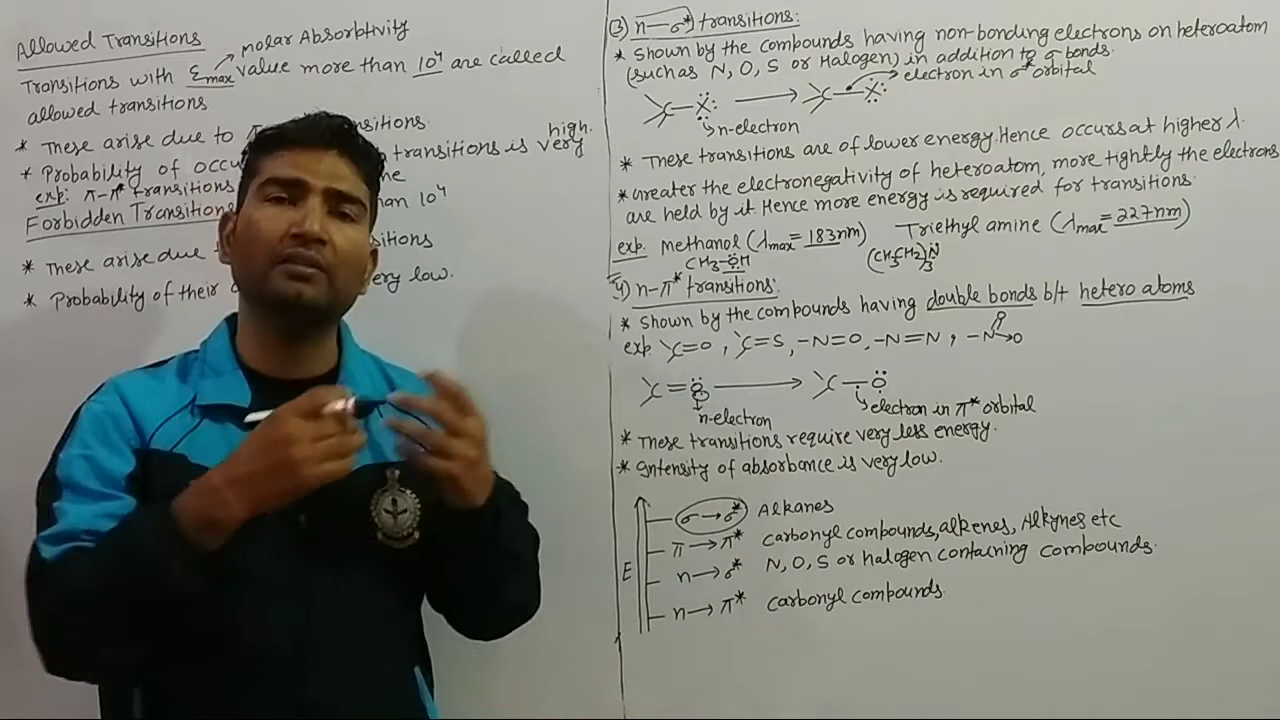 Allowed Transitions
molar Absorbtivity
Transitions with εmax value more than 10⁴ are called
allowed transitions
* These arise due to π sitions.
high.
* Probability of occu transitions is very
exp: π-π* transitions he
Forbidden Transitions han 10⁴
* These arise due sitions
* Probability of their ery low.
3) n-σ* transitions:
* Shown by the compounds having non-bonding electrons on heteroatom
(such as N, O, S or Halogen) in addition to σ bonds.
electron in σ* orbital
C-X: → C-X:
n-electron
* These transitions are of lower energy. Hence occurs at higher λ.
* Greater the electronegativity of heteroatom, more tightly the electrons
are held by it. Hence more energy is required for transitions.
exp. Methanol (λmax = 183nm) Triethyl amine (λmax = 227nm)
CH₃-ÖH (CH₃CH₂)₃N
4) n-π* transitions:
* Shown by the compounds having double bonds b/t hetero atoms
exp. C=O, C=S, -N=O, -N=N, -N→O
O
C=O → C-O
n-electron electron in π* orbital
* These transitions require very less energy.
* Intensity of absorbance is very low.
σ→σ* Alkanes
π→π* carbonyl compounds, alkenes, Alkynes etc
E
n→σ* N, O, S or halogen containing compounds.
n→π* carbonyl compounds.